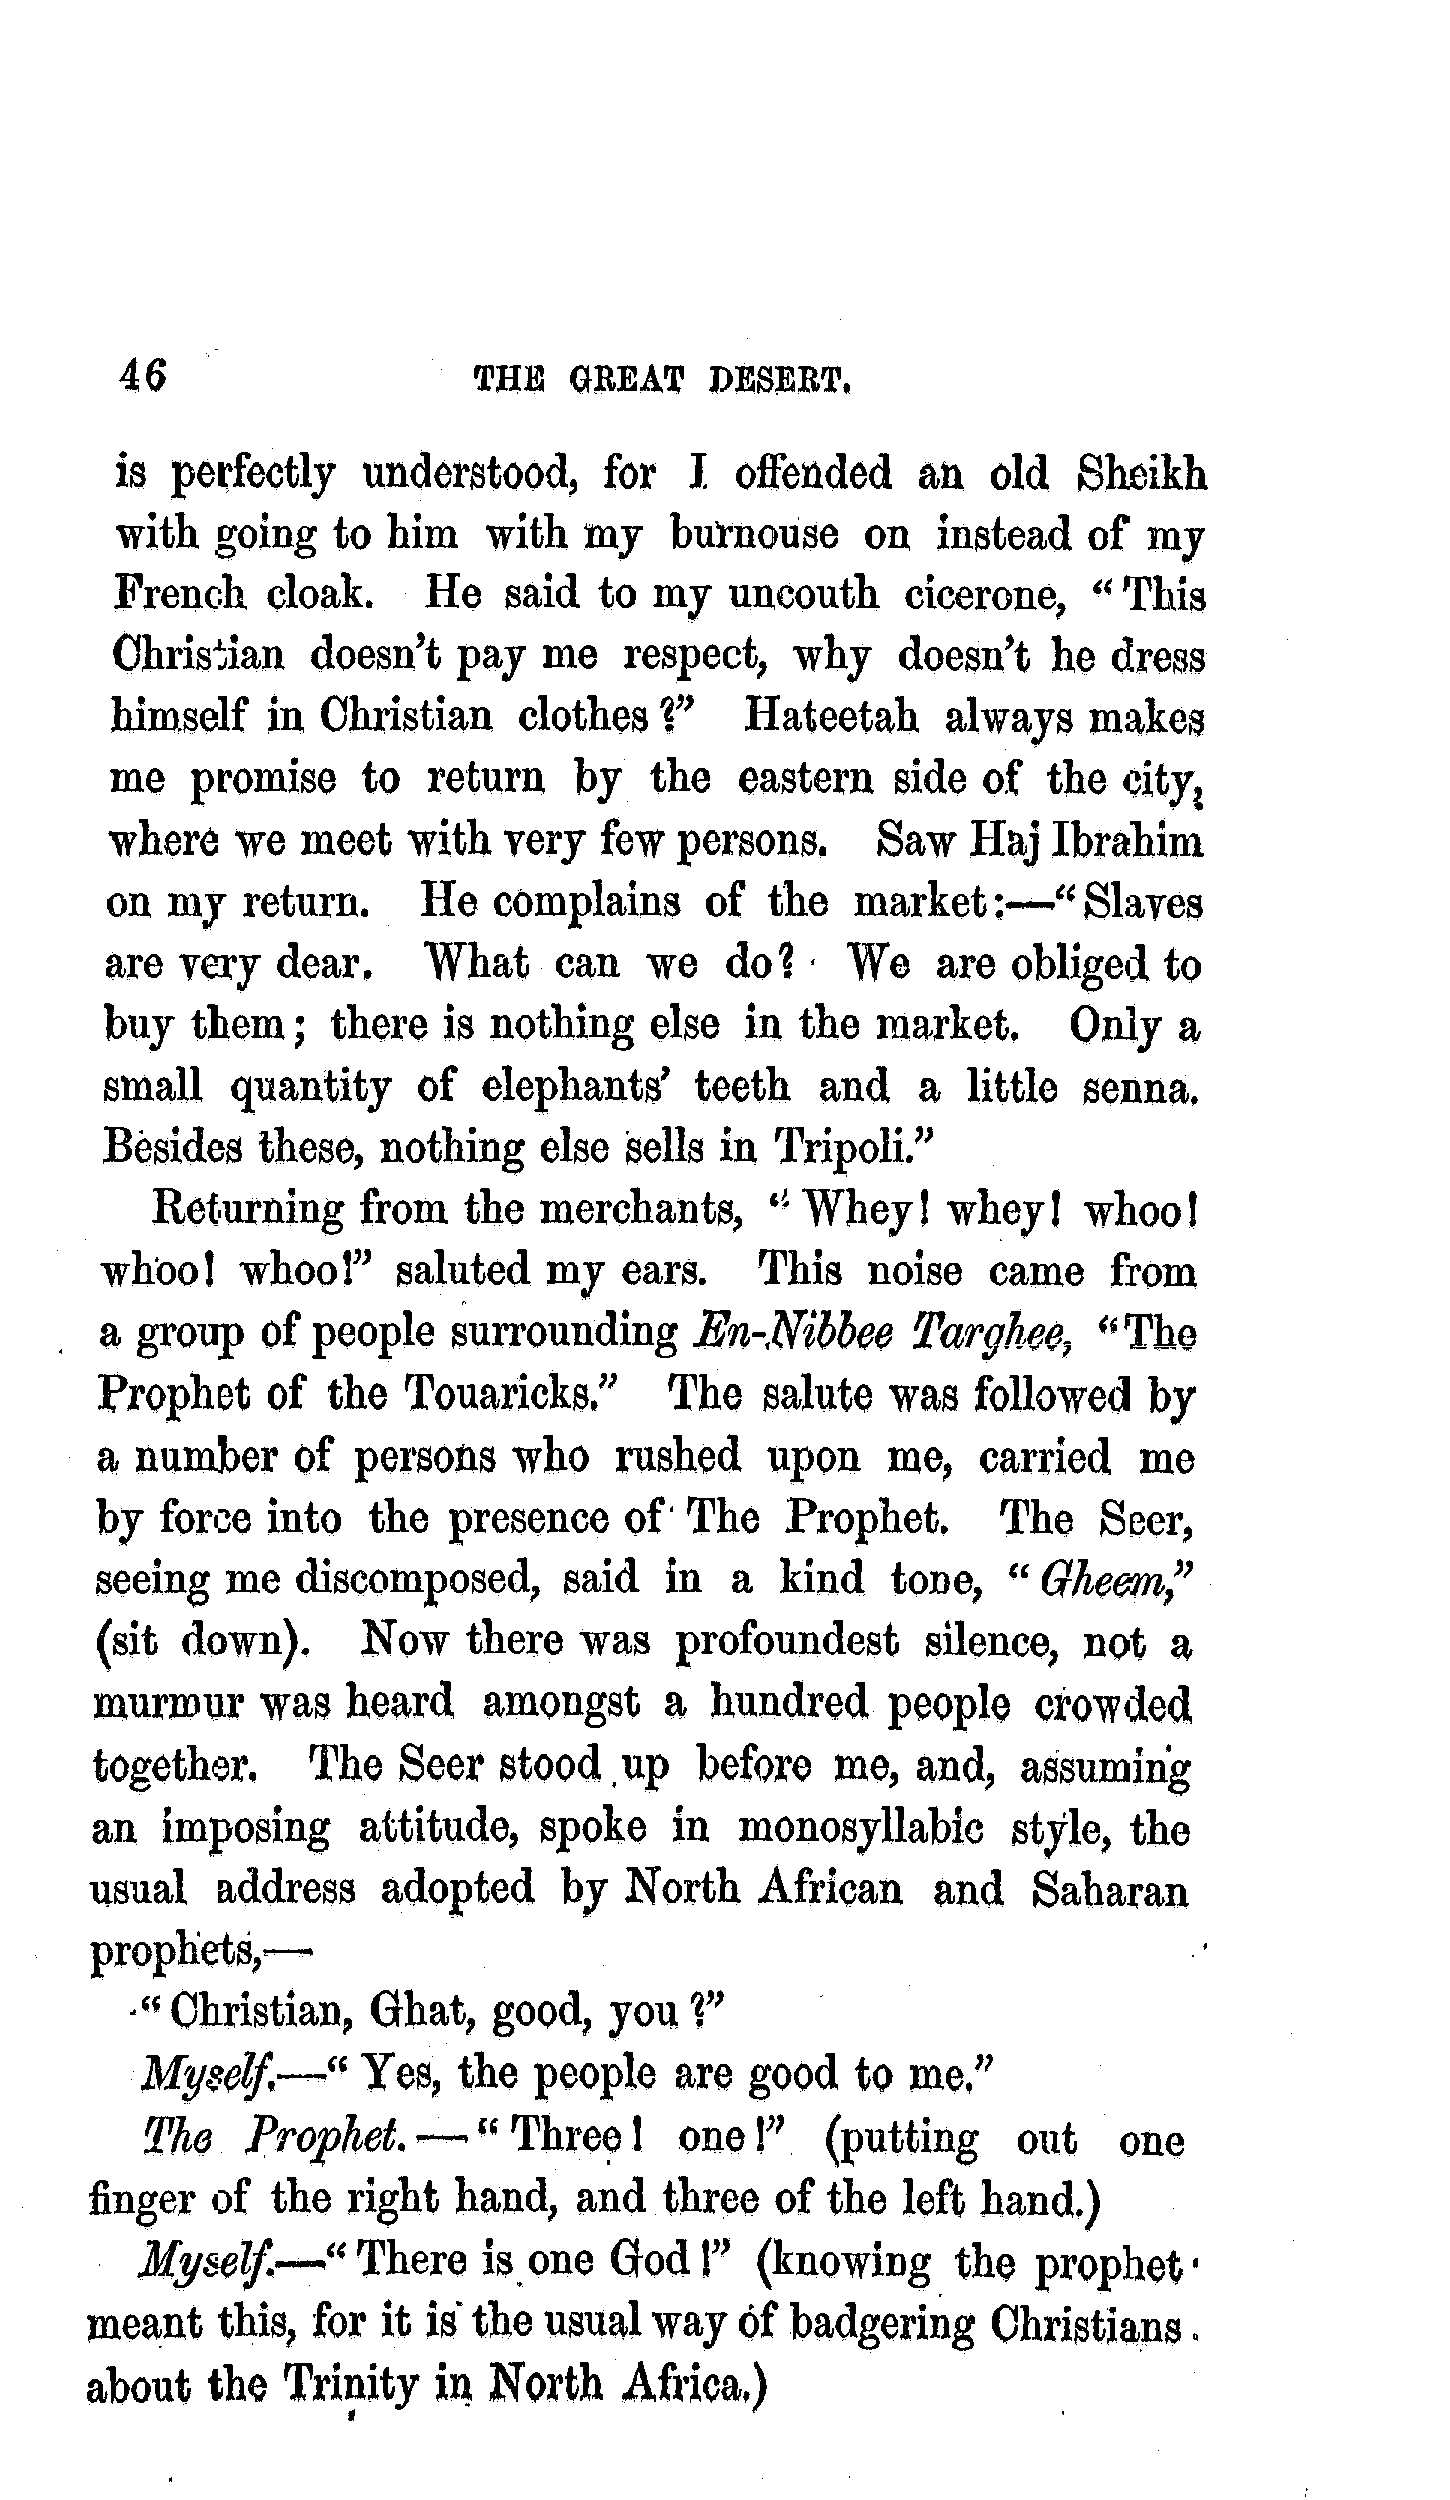 46 THE GREAT DESERT.
is perfectly understood, for I offended an old Sheikh
with going to him with my burnouse on instead of my
French cloak. He said to my uncouth cicerone, “This
Christian doesn’t pay me respect, why doesn’t he dress
himself in Christian clothes?” Hateetah always makes
me promise to return by the eastern side of the city,
where we meet with very few persons. Saw Haj Ibrahim
on my return. He complains of the market:—“Slaves
are very dear. What can we do? We are obliged to
buy them; there is nothing else in the market. Only a
small quantity of elephants’ teeth and a little senna.
Besides these, nothing else sells in Tripoli.”
Returning from the merchants, “Whey! whey! whoo!
whoo! whoo!” saluted my ears. This noise came from
a group of people surrounding En-Nibbee Targhee, “The
Prophet of the Touaricks.” The salute was followed by
a number of persons who rushed upon me, carried me
by force into the presence of The Prophet. The Seer,
seeing me discomposed, said in a kind tone, “Gheem,”
(sit down). Now there was profoundest silence, not a
murmur was heard amongst a hundred people crowded
together. The Seer stood up before me, and, assuming
an imposing attitude, spoke in monosyllabic style, the
usual address adopted by North African and Saharan
prophets,—
“Christian, Ghat, good, you?”
Myself.—“Yes, the people are good to me.”
The Prophet.—“Three! one!” (putting out one
finger of the right hand, and three of the left hand.)
Myself.—“There is one God!” (knowing the prophet
meant this, for it is the usual way of badgering Christians
about the Trinity in North Africa.)